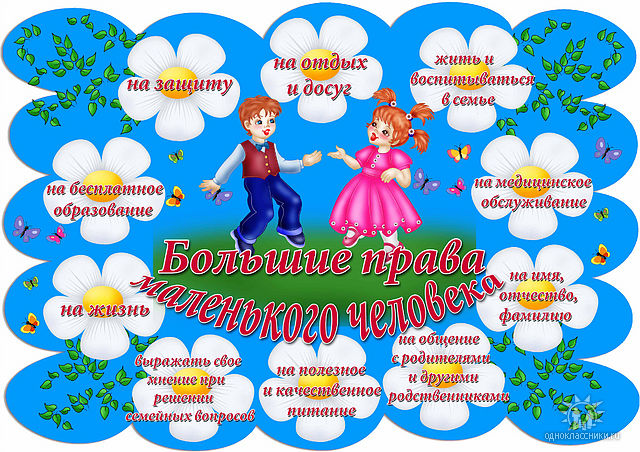 на защиту
на отдых
и досуг
жить и
воспитываться
в семье
на бесплатное
образование
на медицинское
обслуживание
Большие права
маленького человека
на жизнь
на имя,
отчество,
фамилию
выражать свое
мнение при
решении
семейных вопросов
на полезное
и качественное
питание
на общение
с родителями
и другими
родственниками
одноклассники.ru